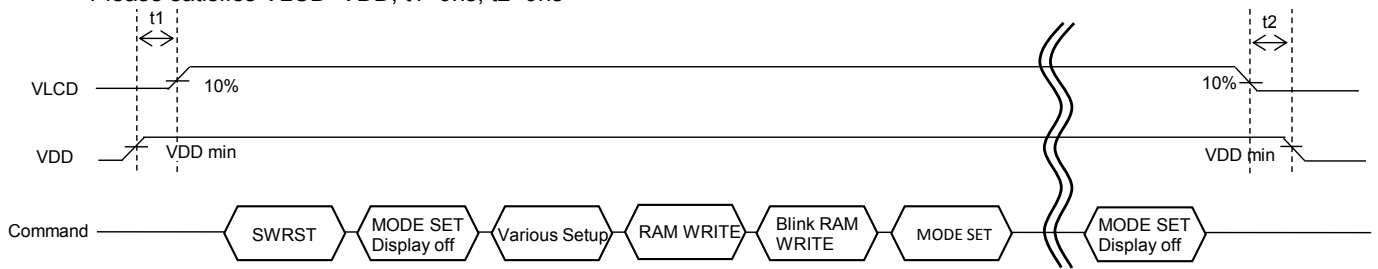 t1
t2
VLCD
10%
10%
VDD
VDD min
VDD min
Command
SWRST
MODE SET
Display off
Various Setup
RAM WRITE
Blink RAM
WRITE
MODE SET
MODE SET
Display off